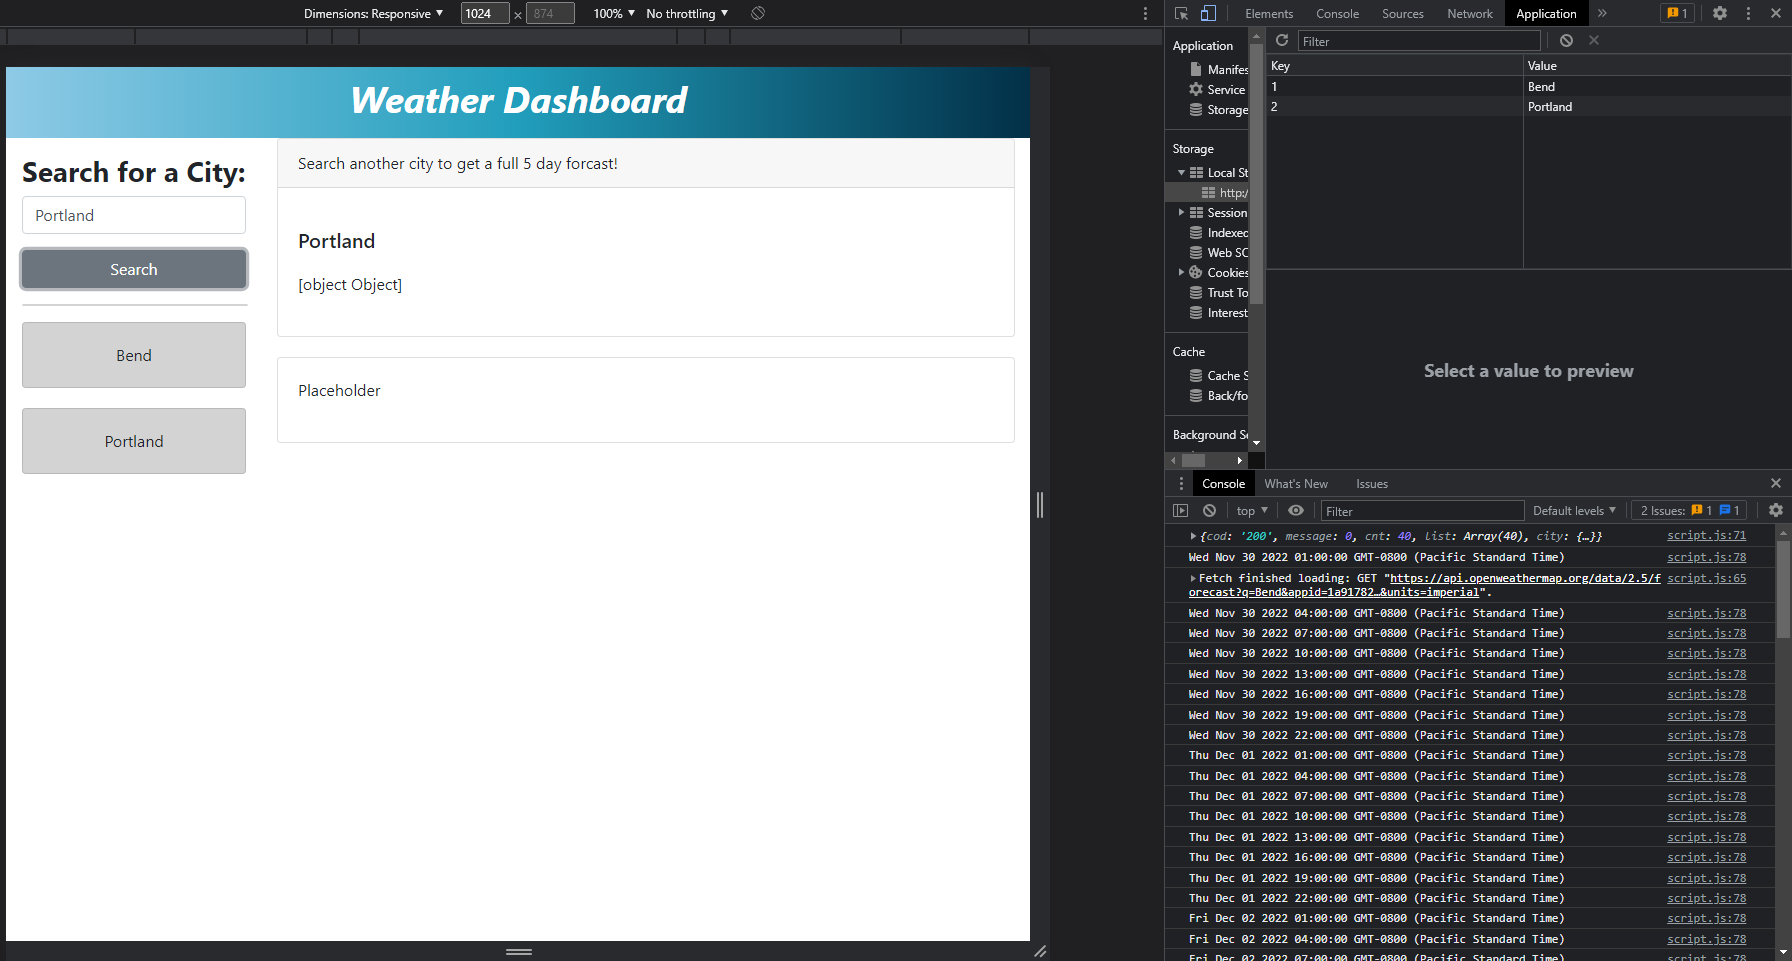 Dimensions: Responsive ▼ 1024 × 874 100% ▼ No throttling ▼
Weather Dashboard
Search for a City:
Portland
Search
Bend
Portland
Search another city to get a full 5 day forcast!
Portland
[object Object]
Placeholder
Elements Console Sources Network Application » 1
Application
Manifes
Service
Storage
Storage
Local St
http:/
Session
Indexed
Web SC
Cookies
Trust To
Interest
Cache
Cache S
Back/fo
Background Se
Filter
Key Value
1 Bend
2 Portland
Select a value to preview
Console What's New Issues
top ▼ Filter Default levels ▼ 2 Issues: 1 1
{cod: '200', message: 0, cnt: 40, list: Array(40), city: {…}} script.js:71
Wed Nov 30 2022 01:00:00 GMT-0800 (Pacific Standard Time) script.js:78
Fetch finished loading: GET "https://api.openweathermap.org/data/2.5/f script.js:65
orecast?q=Bend&appid=1a91782…&units=imperial".
Wed Nov 30 2022 04:00:00 GMT-0800 (Pacific Standard Time) script.js:78
Wed Nov 30 2022 07:00:00 GMT-0800 (Pacific Standard Time) script.js:78
Wed Nov 30 2022 10:00:00 GMT-0800 (Pacific Standard Time) script.js:78
Wed Nov 30 2022 13:00:00 GMT-0800 (Pacific Standard Time) script.js:78
Wed Nov 30 2022 16:00:00 GMT-0800 (Pacific Standard Time) script.js:78
Wed Nov 30 2022 19:00:00 GMT-0800 (Pacific Standard Time) script.js:78
Wed Nov 30 2022 22:00:00 GMT-0800 (Pacific Standard Time) script.js:78
Thu Dec 01 2022 01:00:00 GMT-0800 (Pacific Standard Time) script.js:78
Thu Dec 01 2022 04:00:00 GMT-0800 (Pacific Standard Time) script.js:78
Thu Dec 01 2022 07:00:00 GMT-0800 (Pacific Standard Time) script.js:78
Thu Dec 01 2022 10:00:00 GMT-0800 (Pacific Standard Time) script.js:78
Thu Dec 01 2022 13:00:00 GMT-0800 (Pacific Standard Time) script.js:78
Thu Dec 01 2022 16:00:00 GMT-0800 (Pacific Standard Time) script.js:78
Thu Dec 01 2022 19:00:00 GMT-0800 (Pacific Standard Time) script.js:78
Thu Dec 01 2022 22:00:00 GMT-0800 (Pacific Standard Time) script.js:78
Fri Dec 02 2022 01:00:00 GMT-0800 (Pacific Standard Time) script.js:78
Fri Dec 02 2022 04:00:00 GMT-0800 (Pacific Standard Time) script.js:78
Fri Dec 02 2022 07:00:00 GMT-0800 (Pacific Standard Time) script.js:78